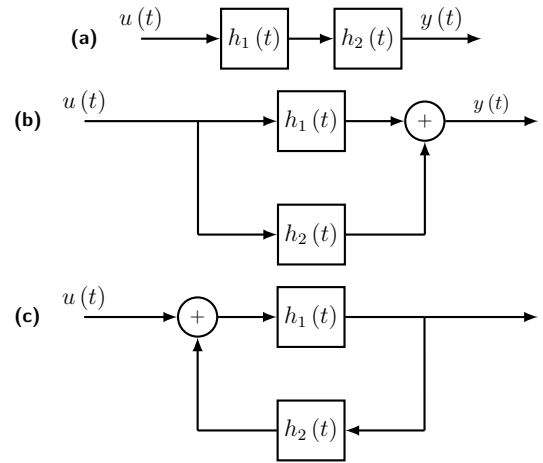 u (t) y (t)
(a) h₁ (t) h₂ (t)
u (t) y (t)
(b) h₁ (t) +
h₂ (t)
u (t)
(c) + h₁ (t)
h₂ (t)